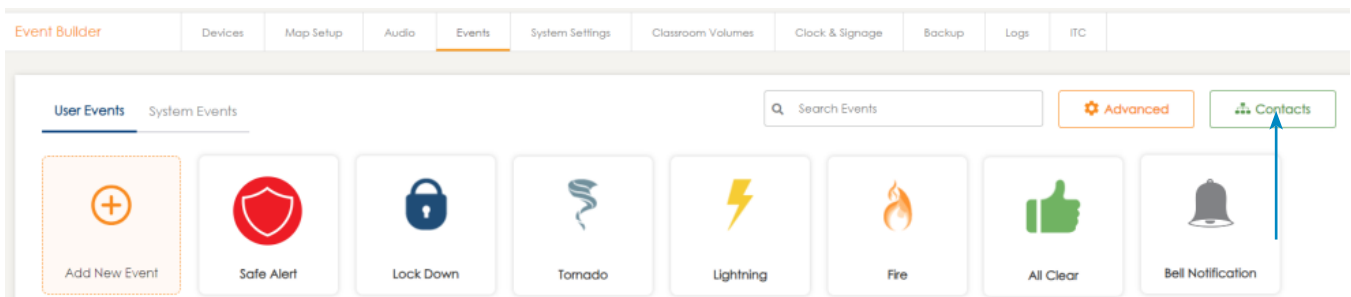 Event Builder Devices Map Setup Audio Events System Settings Classroom Volumes Clock & Signage Backup Logs ITC
User Events System Events Search Events Advanced Contacts
Add New Event Safe Alert Lock Down Tornado Lightning Fire All Clear Bell Notification